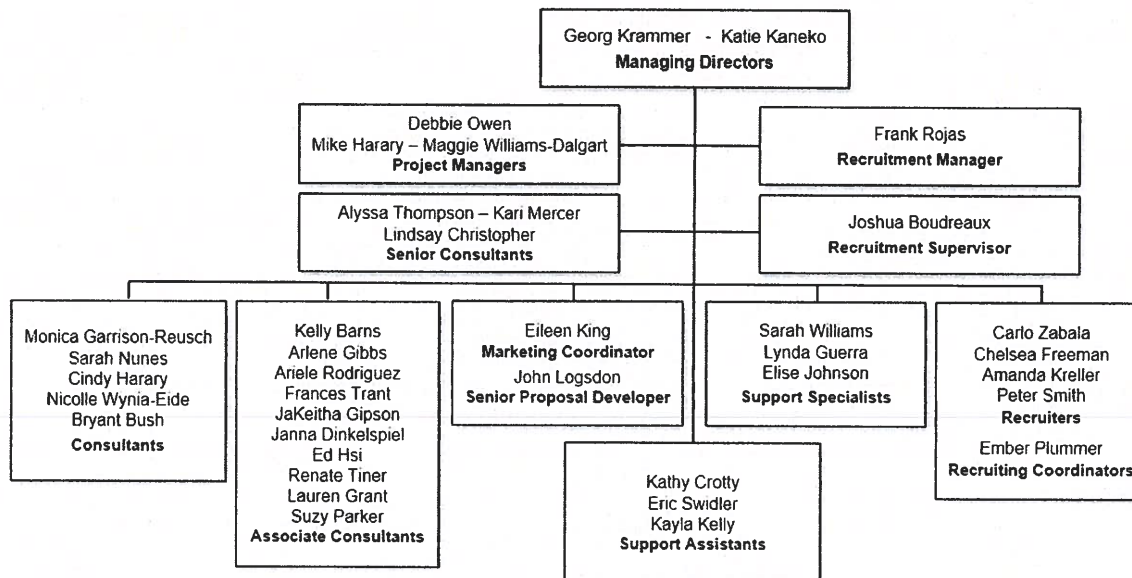 Georg Krammer - Katie Kaneko
Managing Directors
Debbie Owen
Mike Harary – Maggie Williams-Dalgart
Project Managers
Frank Rojas
Recruitment Manager
Alyssa Thompson – Kari Mercer
Lindsay Christopher
Senior Consultants
Joshua Boudreaux
Recruitment Supervisor
Monica Garrison-Reusch
Sarah Nunes
Cindy Harary
Nicolle Wynia-Eide
Bryant Bush
Consultants
Kelly Barns
Arlene Gibbs
Ariele Rodriguez
Frances Trant
JaKeitha Gipson
Janna Dinkelspiel
Ed Hsi
Renate Tiner
Lauren Grant
Suzy Parker
Associate Consultants
Eileen King
Marketing Coordinator
John Logsdon
Senior Proposal Developer
Sarah Williams
Lynda Guerra
Elise Johnson
Support Specialists
Carlo Zabala
Chelsea Freeman
Amanda Kreller
Peter Smith
Recruiters
Ember Plummer
Recruiting Coordinators
Kathy Crotty
Eric Swidler
Kayla Kelly
Support Assistants